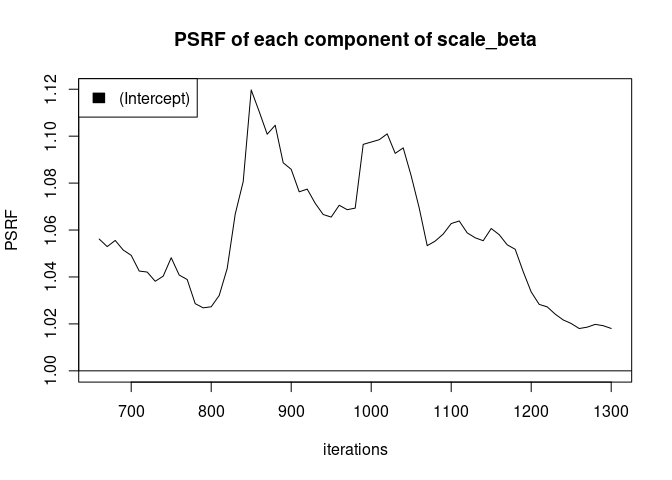 PSRF of each component of scale_beta
(Intercept)
PSRF
1.12
1.10
1.08
1.06
1.04
1.02
1.00
700 800 900 1000 1100 1200 1300
iterations